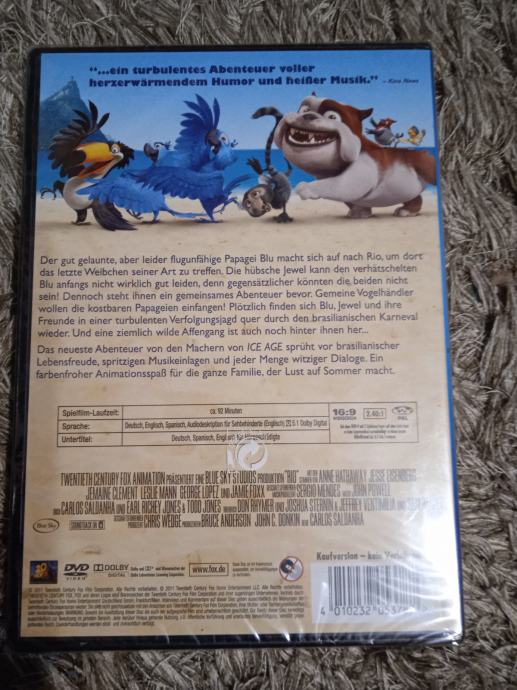 “...ein turbulentes Abenteuer voller
herzerwärmendem Humor und heißer Musik.” – Kino News
Der gut gelaunte, aber leider flugunfähige Papagei Blu macht sich auf nach Rio, um dort
das letzte Weibchen seiner Art zu treffen. Die hübsche Jewel kann den verhätschelten
Blu anfangs nicht wirklich gut leiden, denn gegensätzlicher könnten die beiden nicht
sein! Dennoch steht ihnen ein gemeinsames Abenteuer bevor. Gemeine Vogelhändler
wollen die kostbaren Papageien einfangen! Plötzlich finden sich Blu, Jewel und ihre
Freunde in einer turbulenten Verfolgungsjagd quer durch den brasilianischen Karneval
wieder. Und eine ziemlich wilde Affengang ist auch noch hinter ihnen her...
Das neueste Abenteuer von den Machern von ICE AGE sprüht vor brasilianischer
Lebensfreude, spritzigen Musikeinlagen und jeder Menge witziger Dialoge. Ein
farbenfroher Animationsspaß für die ganze Familie, der Lust auf Sommer macht.
Spielfilm-Laufzeit: ca. 92 Minuten
Sprache: Deutsch, Englisch, Spanisch, Audiodeskription für Sehbehinderte (Englisch) 5.1 Dolby Digital
Untertitel: Deutsch, Spanisch, Englisch für Hörgeschädigte
16:9 2.40:1 PAL
TWENTIETH CENTURY FOX ANIMATION PRÄSENTIERT EINE BLUE SKY STUDIOS PRODUKTION "RIO" ANNE HATHAWAY JESSE EISENBERG
JEMAINE CLEMENT LESLIE MANN GEORGE LOPEZ UND JAMIE FOXX SERGIO MENDES JOHN POWELL
CARLOS SALDANHA EARL RICHEY JONES & TODD JONES DON RHYMER JOSHUA STERNIN & JEFFREY VENTIMILIA
CHRIS WEDGE BRUCE ANDERSON JOHN C. DONKIN CARLOS SALDANHA
Blue Sky SOUNDTRACK
DVD VIDEO DOLBY DIGITAL www.fox.de
Kaufversion – kein
4 010232